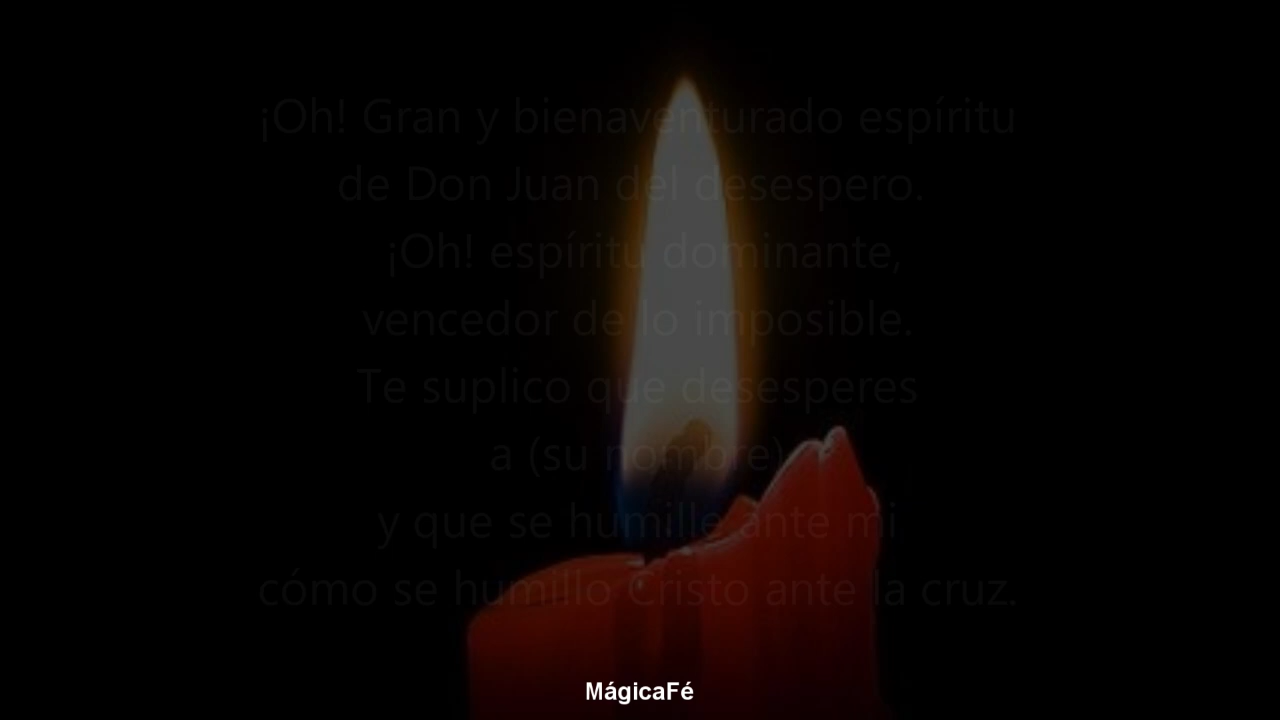 ¡Oh! Gran y bienaventurado espíritu
de Don Juan del desespero.
¡Oh! espíritu dominante,
vencedor de lo imposible.
Te suplico que desesperes
a (su nombre)
y que se humille ante mi
cómo se humillo Cristo ante la cruz.
MágicaFé